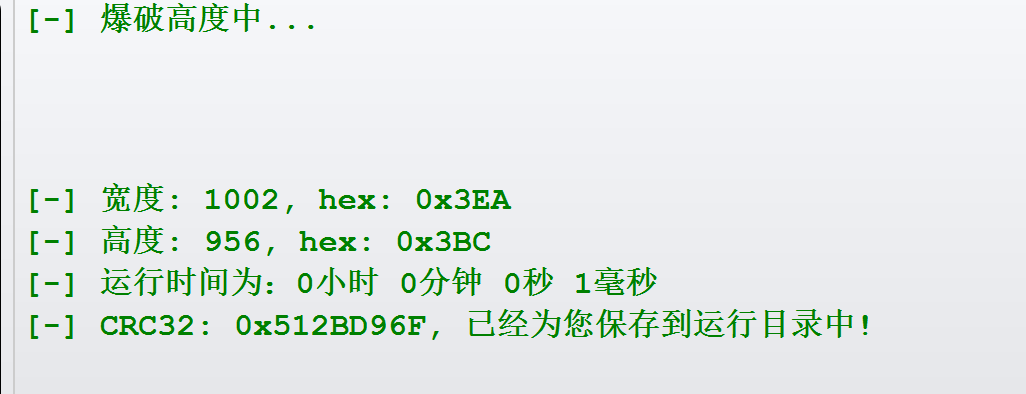 [-] 爆破高度中...
[-] 宽度: 1002, hex: 0x3EA
[-] 高度: 956, hex: 0x3BC
[-] 运行时间为：0小时 0分钟 0秒 1毫秒
[-] CRC32: 0x512BD96F, 已经为您保存到运行目录中!